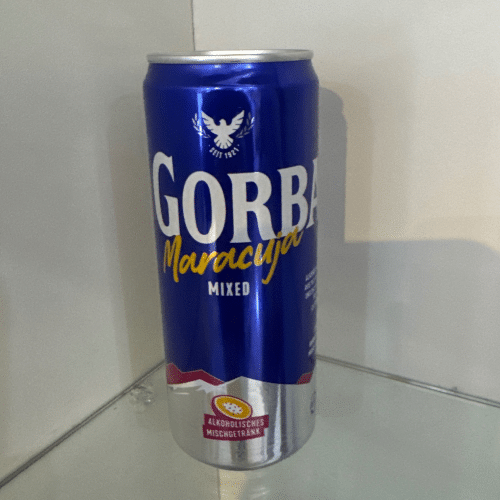 SEIT 1921
GORBA
Maracuja
MIXED
ALKOHOLISCHES
MISCHGETRÄNK